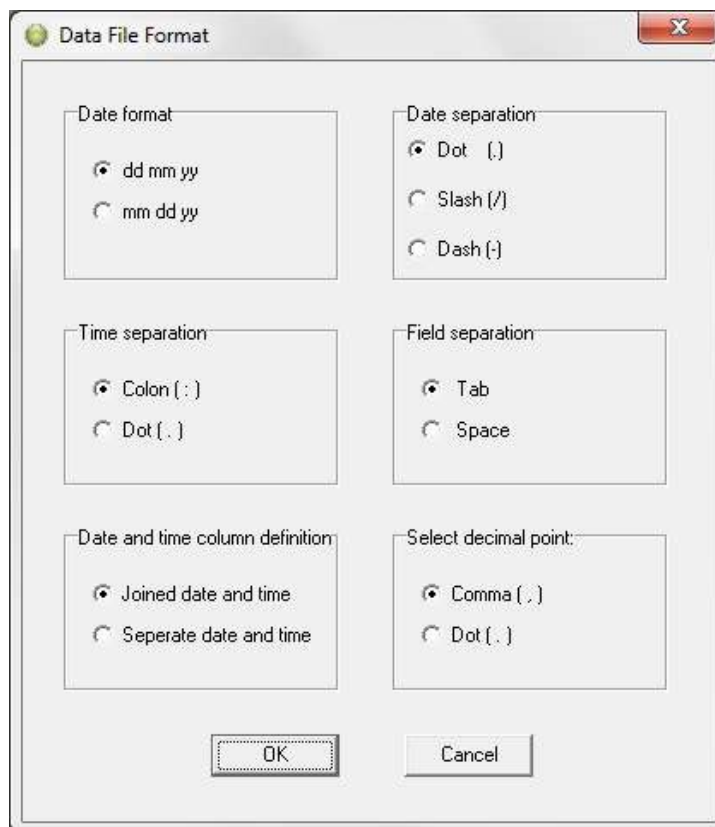 Data File Format
Date format
dd mm yy
mm dd yy
Date separation
Dot (.)
Slash (/)
Dash (-)
Time separation
Colon ( : )
Dot ( . )
Field separation
Tab
Space
Date and time column definition
Joined date and time
Seperate date and time
Select decimal point:
Comma ( , )
Dot ( . )
OK
Cancel